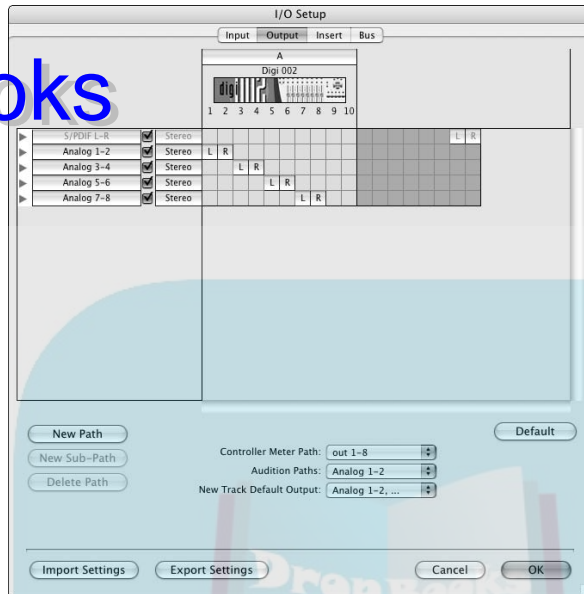 I/O Setup
Input Output Insert Bus
A
Digi 002
digi
1 2 3 4 5 6 7 8 9 10
S/PDIF L-R Stereo L R
Analog 1-2 Stereo L R
Analog 3-4 Stereo L R
Analog 5-6 Stereo L R
Analog 7-8 Stereo L R
oks
New Path
Default
New Sub-Path
Delete Path
Controller Meter Path: out 1-8
Audition Paths: Analog 1-2
New Track Default Output: Analog 1-2, ...
Import Settings Export Settings Cancel OK